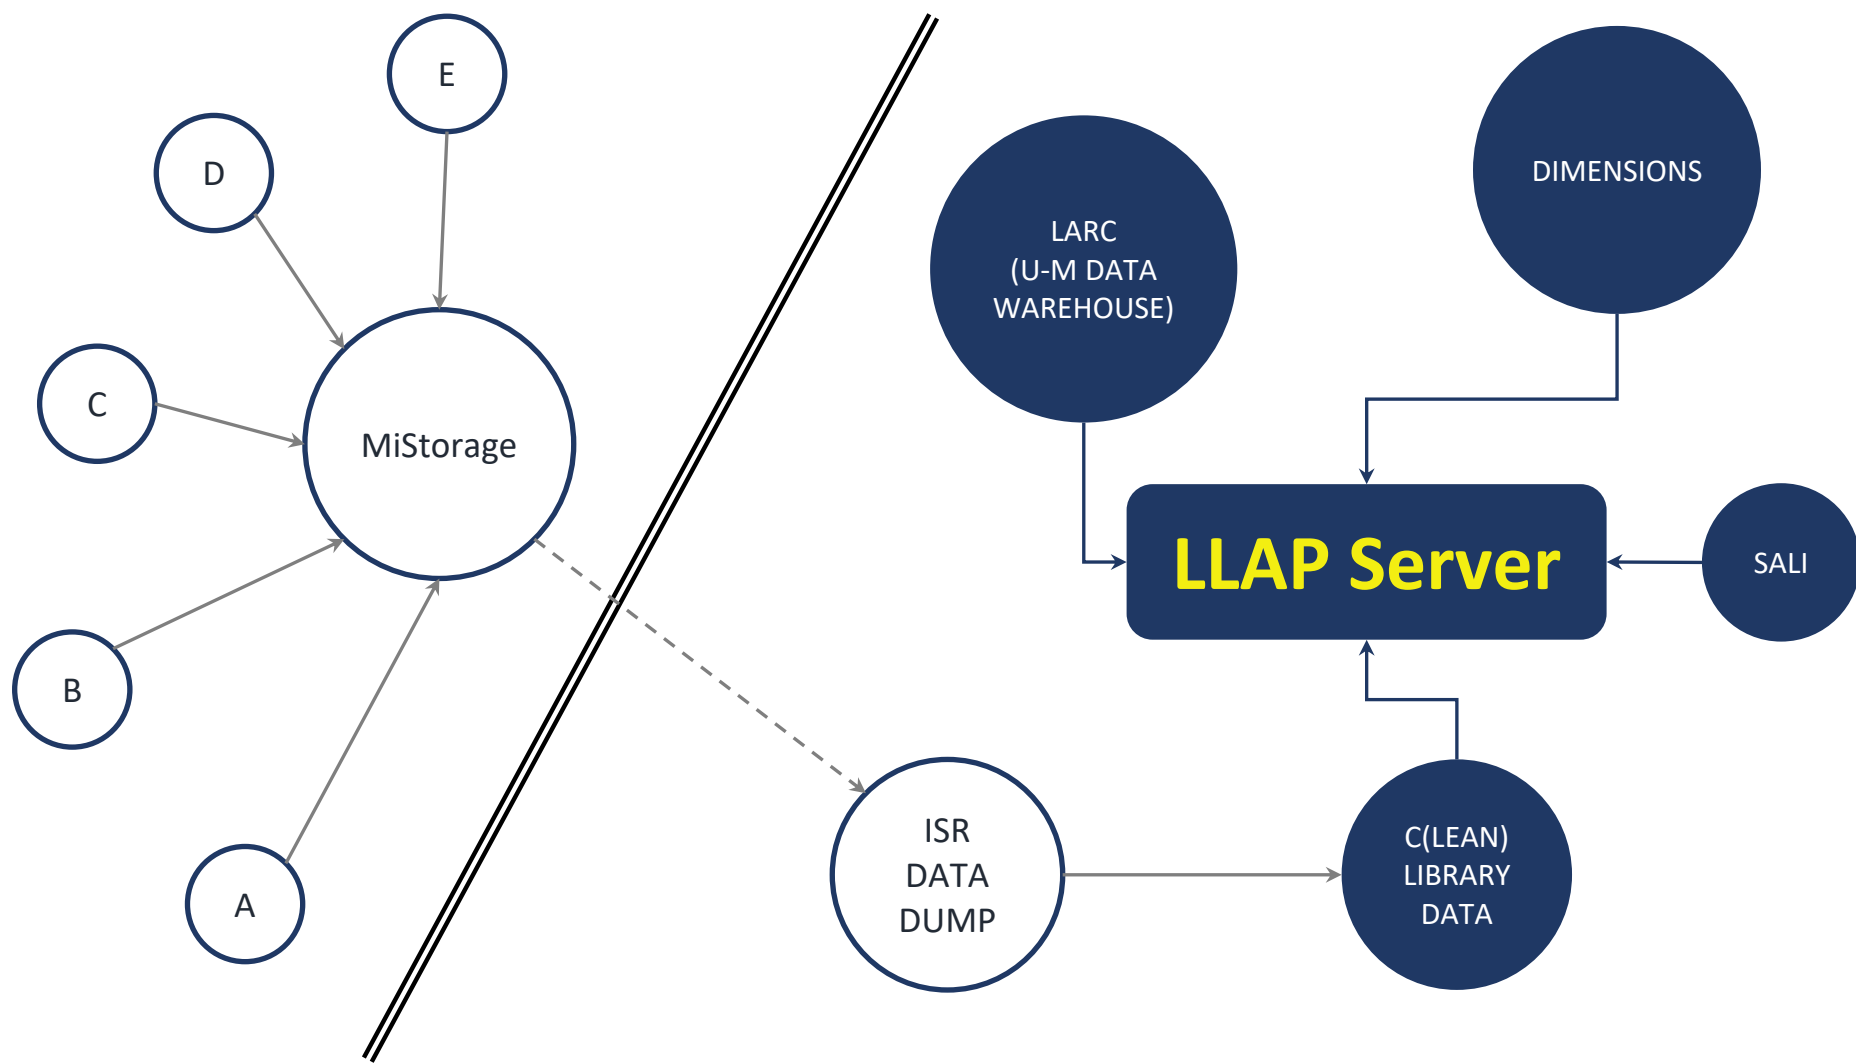 E
D
C
MiStorage
B
A
LARC
(U-M DATA
WAREHOUSE)
DIMENSIONS
LLAP Server
SALI
ISR
DATA
DUMP
C(LEAN)
LIBRARY
DATA